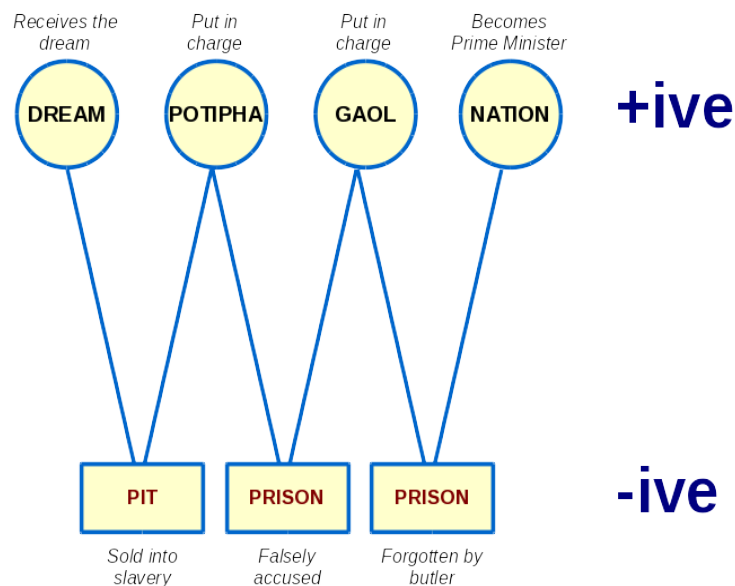 Receives the
dream
Put in
charge
Put in
charge
Becomes
Prime Minister
DREAM
POTIPHA
GAOL
NATION
+ive
PIT
PRISON
PRISON
-ive
Sold into
slavery
Falsely
accused
Forgotten by
butler